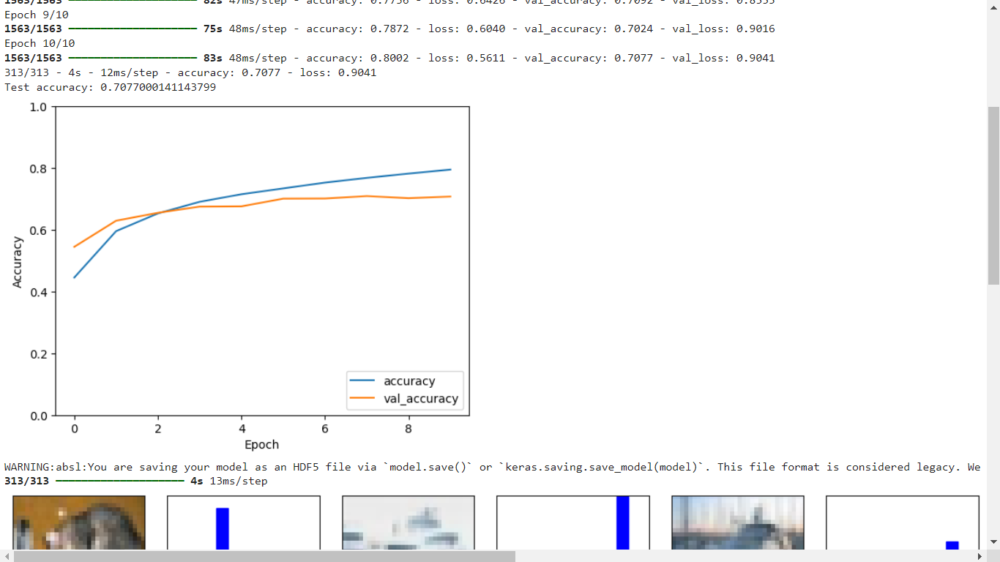 1563/1563 ━━━━━━━━━━━━━━━━━━━━ 82s 47ms/step - accuracy: 0.7756 - loss: 0.6426 - val_accuracy: 0.7092 - val_loss: 0.8555
Epoch 9/10
1563/1563 ━━━━━━━━━━━━━━━━━━━━ 75s 48ms/step - accuracy: 0.7872 - loss: 0.6040 - val_accuracy: 0.7024 - val_loss: 0.9016
Epoch 10/10
1563/1563 ━━━━━━━━━━━━━━━━━━━━ 83s 48ms/step - accuracy: 0.8002 - loss: 0.5611 - val_accuracy: 0.7077 - val_loss: 0.9041
313/313 - 4s - 12ms/step - accuracy: 0.7077 - loss: 0.9041
Test accuracy: 0.7077000141143799
1.0
0.8
0.6
0.4
0.2
0.0
Accuracy
accuracy
val_accuracy
0 2 4 6 8
Epoch
WARNING:absl:You are saving your model as an HDF5 file via `model.save()` or `keras.saving.save_model(model)`. This file format is considered legacy. We
313/313 ━━━━━━━━━━━━━━━━━━━━ 4s 13ms/step